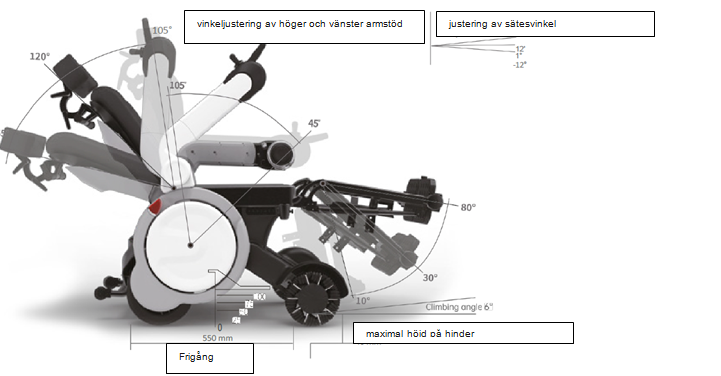 vinkeljustering av höger och vänster armstöd
justering av sätesvinkel
105°
120°
12°
1°
-12°
105°
45°
80°
30°
10°
Climbing angle 6°
0
550 mm
maximal höjd på hinder
Frigång